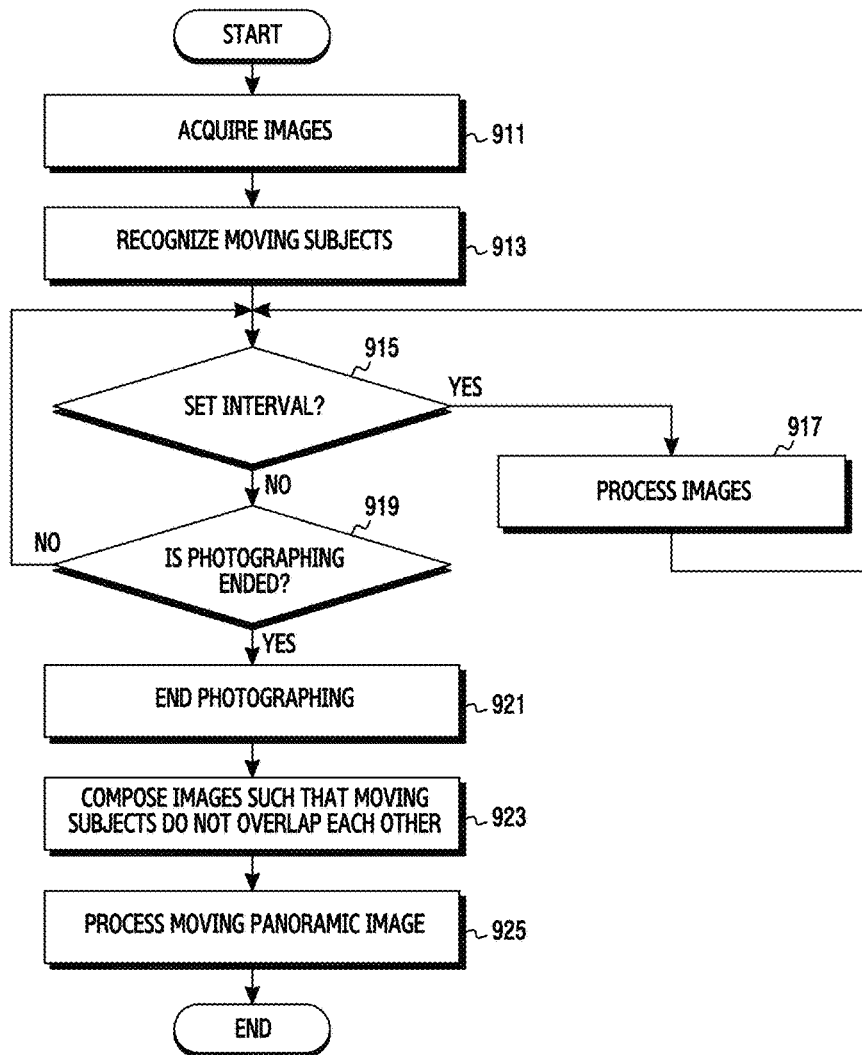 START
ACQUIRE IMAGES
911
RECOGNIZE MOVING SUBJECTS
913
915
SET INTERVAL?
YES
917
PROCESS IMAGES
NO
919
NO
IS PHOTOGRAPHING
ENDED?
YES
END PHOTOGRAPHING
921
COMPOSE IMAGES SUCH THAT MOVING
SUBJECTS DO NOT OVERLAP EACH OTHER
923
PROCESS MOVING PANORAMIC IMAGE
925
END